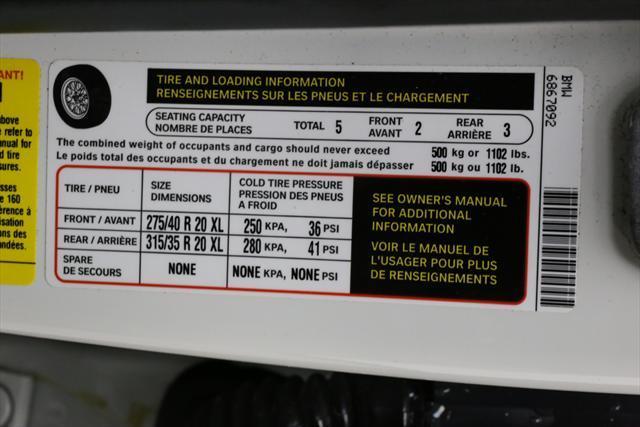 ANT!
above
refer to
nual for
d tire
sures.
sses
e 160
érence à
isation
ons des
andées.
TIRE AND LOADING INFORMATION
RENSEIGNEMENTS SUR LES PNEUS ET LE CHARGEMENT
SEATING CAPACITY
NOMBRE DE PLACES
TOTAL 5
FRONT
AVANT 2
REAR
ARRIÈRE 3
The combined weight of occupants and cargo should never exceed 500 kg or 1102 lbs.
Le poids total des occupants et du chargement ne doit jamais dépasser 500 kg ou 1102 lb.
TIRE / PNEU
SIZE
DIMENSIONS
COLD TIRE PRESSURE
PRESSION DES PNEUS
A FROID
FRONT / AVANT 275/40 R 20 XL 250 KPA, 36 PSI
REAR / ARRIÈRE 315/35 R 20 XL 280 KPA, 41 PSI
SPARE
DE SECOURS
NONE NONE KPA, NONE PSI
SEE OWNER'S MANUAL
FOR ADDITIONAL
INFORMATION
VOIR LE MANUEL DE
L'USAGER POUR PLUS
DE RENSEIGNEMENTS
BMW
6867092